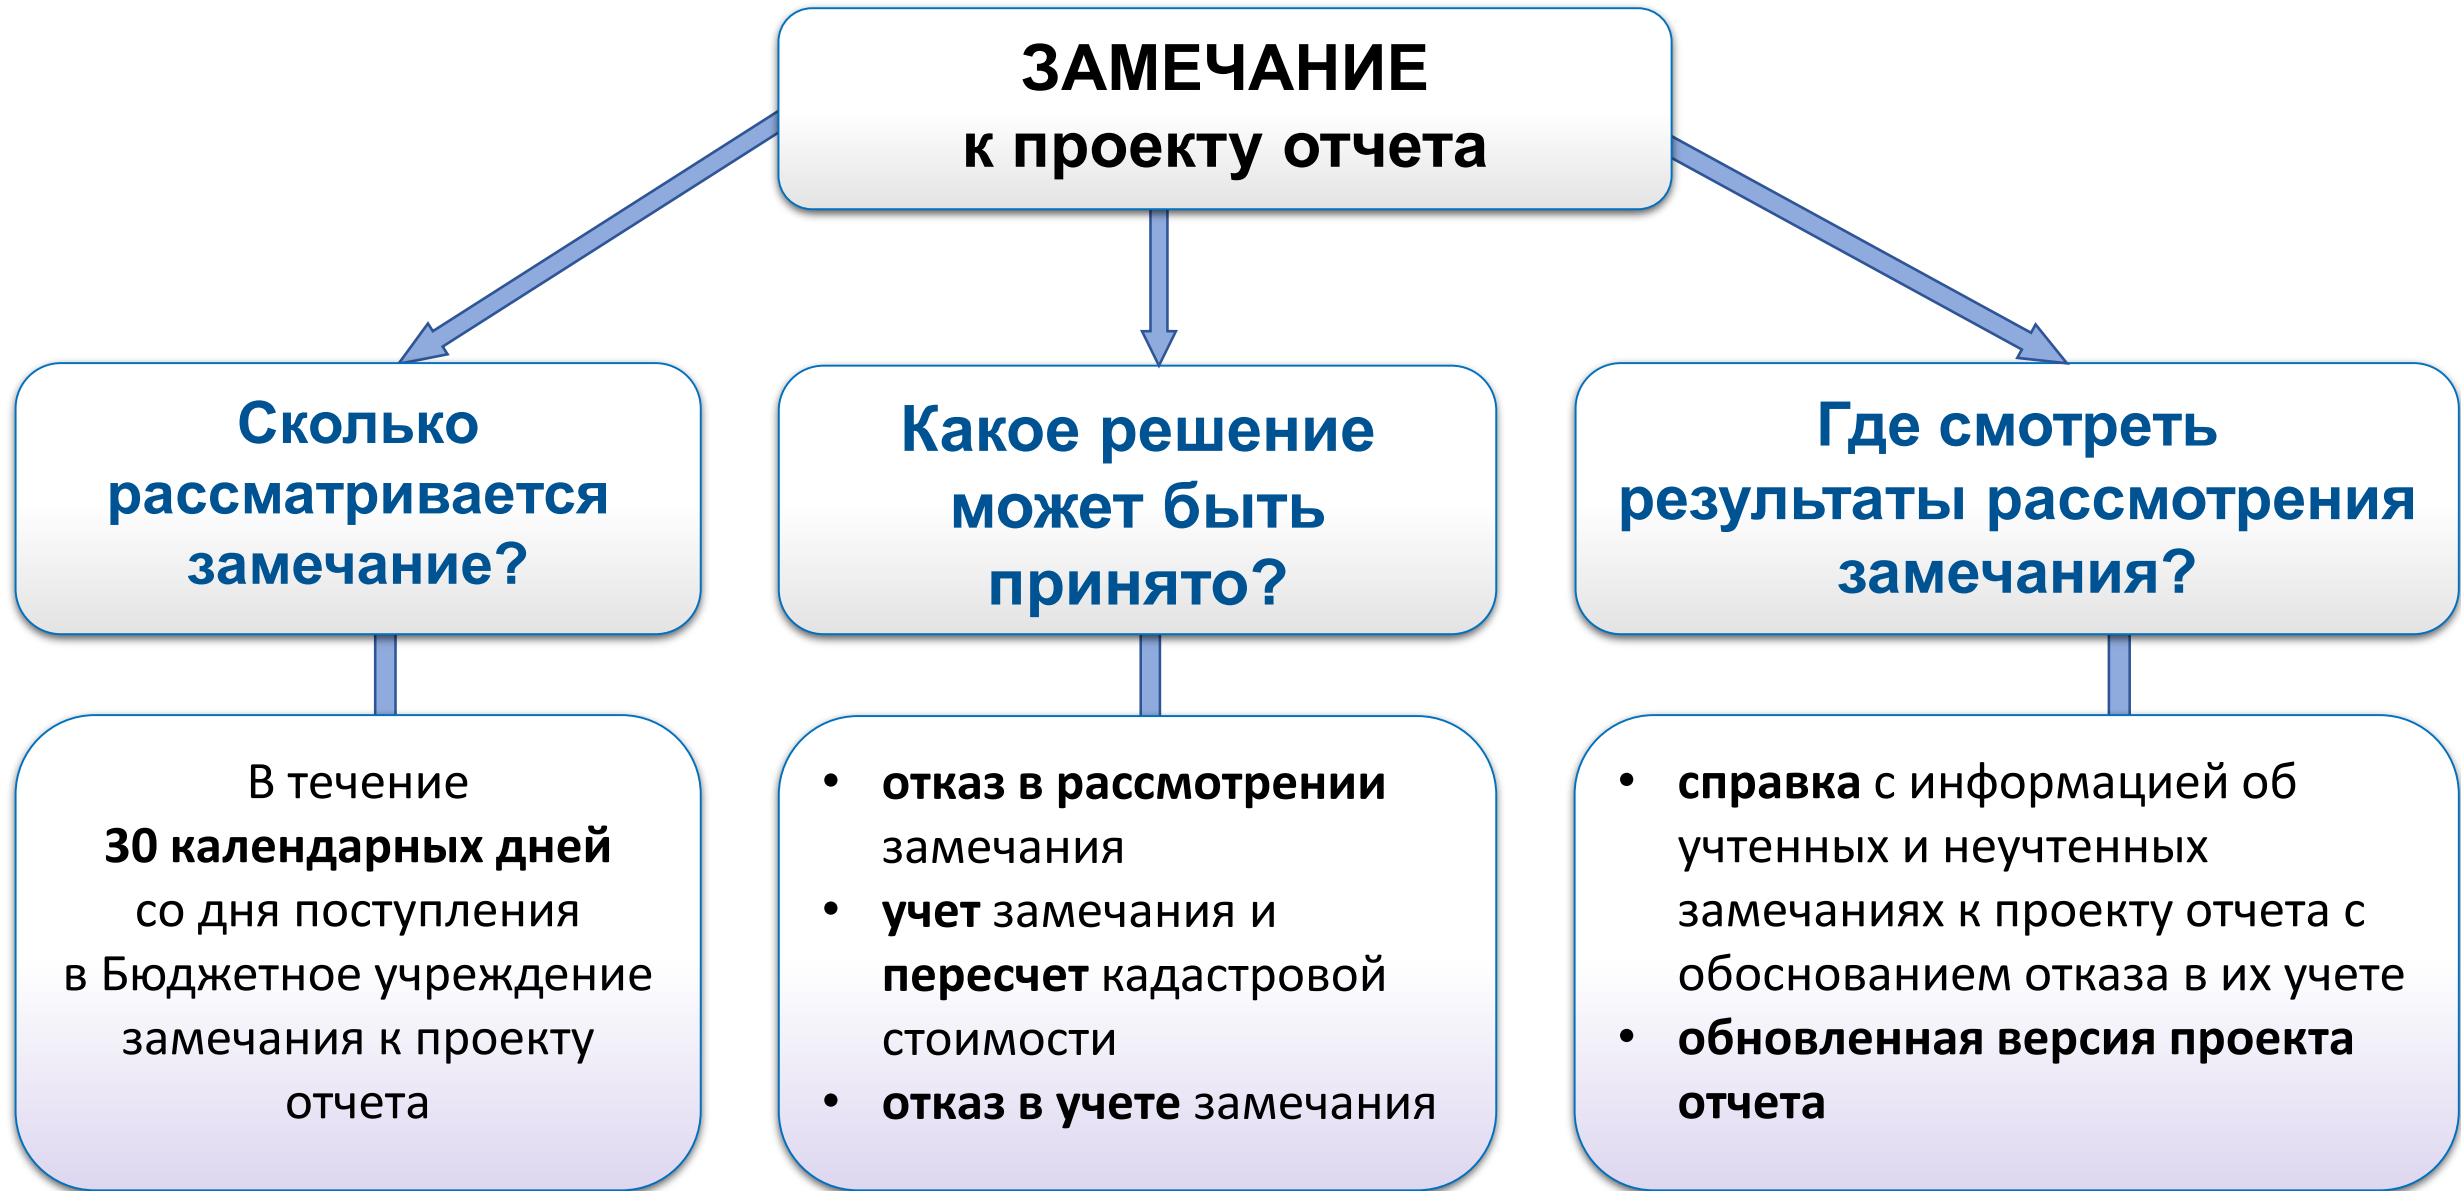 ЗАМЕЧАНИЕ
к проекту отчета
Сколько
рассматривается
замечание?
В течение
30 календарных дней
со дня поступления
в Бюджетное учреждение
замечания к проекту
отчета
Какое решение
может быть
принято?
• отказ в рассмотрении
замечания
• учет замечания и
пересчет кадастровой
стоимости
• отказ в учете замечания
Где смотреть
результаты рассмотрения
замечания?
• справка с информацией об
учтенных и неучтенных
замечаниях к проекту отчета с
обоснованием отказа в их учете
• обновленная версия проекта
отчета